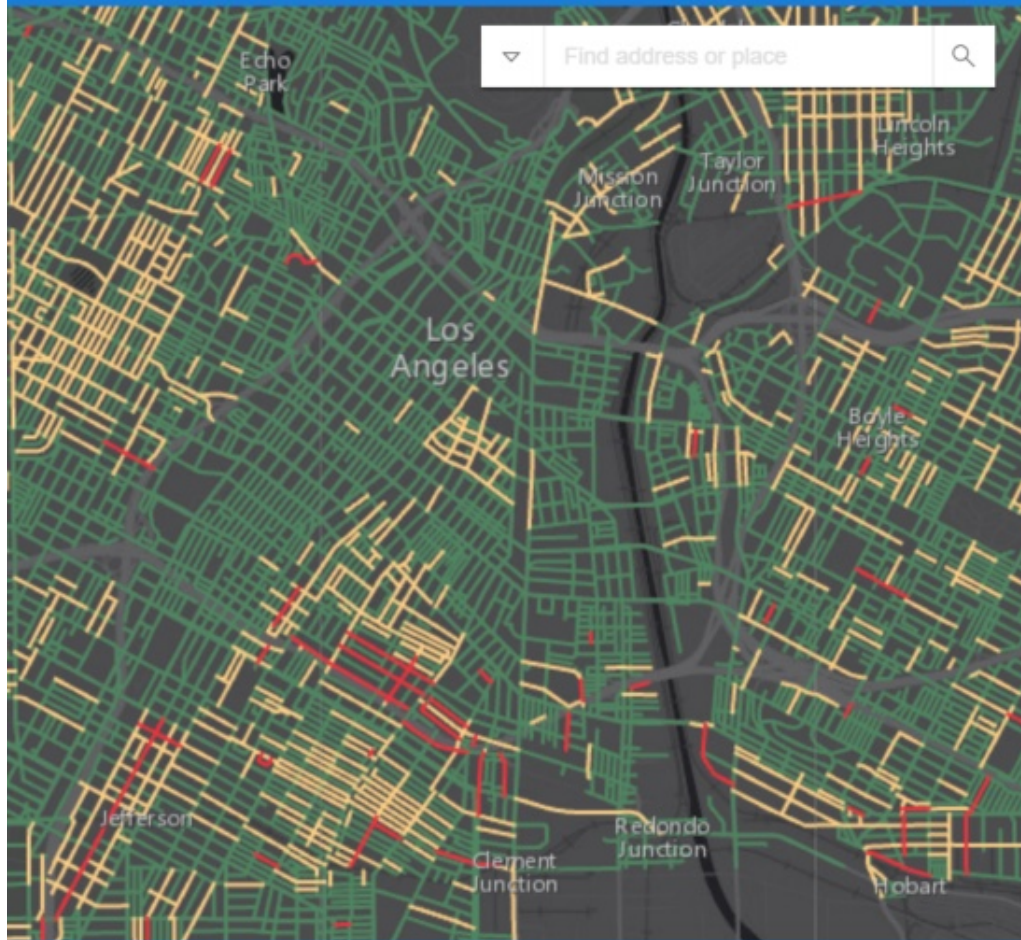 Find address or place
Echo
Park
Lincoln
Heights
Taylor
Junction
Mission
Junction
Los
Angeles
Boyle
Heights
Jefferson
Redondo
Junction
Clement
Junction
Hobart